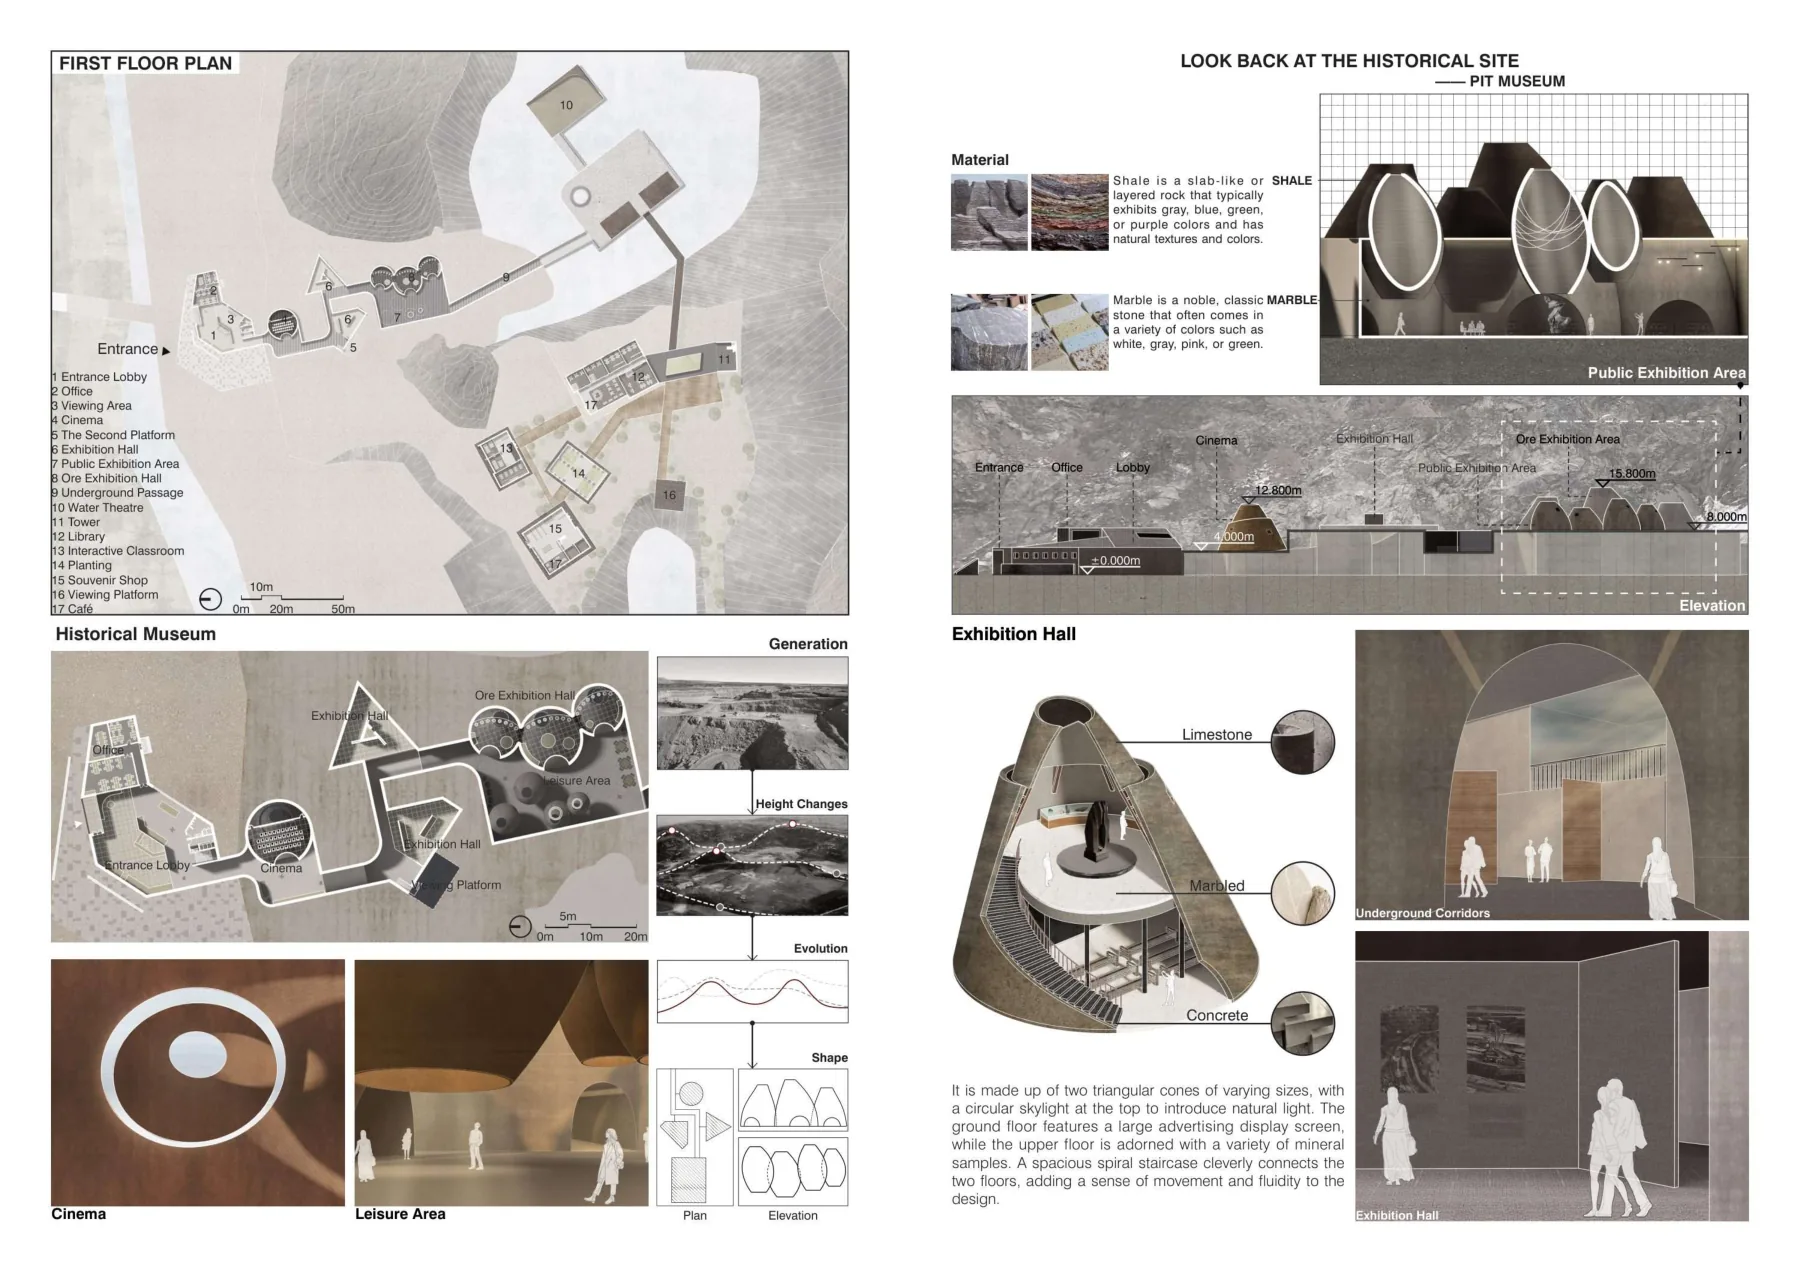 FIRST FLOOR PLAN
10
9
8
6
7
2
3
1
6
5
Entrance
11
12
17
13
14
16
15
17
1 Entrance Lobby
2 Office
3 Viewing Area
4 Cinema
5 The Second Platform
6 Exhibition Hall
7 Public Exhibition Area
8 Ore Exhibition Hall
9 Underground Passage
10 Water Theatre
11 Tower
12 Library
13 Interactive Classroom
14 Planting
15 Souvenir Shop
16 Viewing Platform
17 Café
10m
0m 20m 50m
Historical Museum
Office
Exhibition Hall
Ore Exhibition Hall
Leisure Area
Entrance Lobby
Cinema
Exhibition Hall
Viewing Platform
5m
0m 10m 20m
Generation
Height Changes
Evolution
Shape
Plan
Elevation
Cinema
Leisure Area
LOOK BACK AT THE HISTORICAL SITE
—— PIT MUSEUM
Material
Shale is a slab-like or
layered rock that typically
exhibits gray, blue, green,
or purple colors and has
natural textures and colors.
SHALE
Marble is a noble, classic
stone that often comes in
a variety of colors such as
white, gray, pink, or green.
MARBLE
Public Exhibition Area
Entrance
Office
Lobby
Cinema
Exhibition Hall
Public Exhibition Area
Ore Exhibition Area
12.800m
15.800m
8.000m
4.000m
±0.000m
Elevation
Exhibition Hall
Limestone
Marbled
Concrete
It is made up of two triangular cones of varying sizes, with
a circular skylight at the top to introduce natural light. The
ground floor features a large advertising display screen,
while the upper floor is adorned with a variety of mineral
samples. A spacious spiral staircase cleverly connects the
two floors, adding a sense of movement and fluidity to the
design.
Underground Corridors
Exhibition Hall